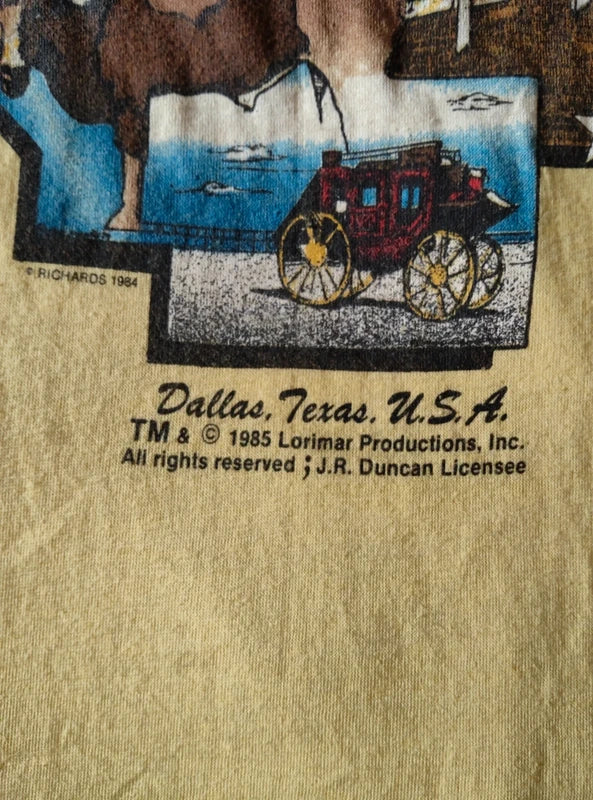 © RICHARDS 1984
Dallas, Texas, U.S.A.
TM & © 1985 Lorimar Productions, Inc.
All rights reserved ; J.R. Duncan Licensee